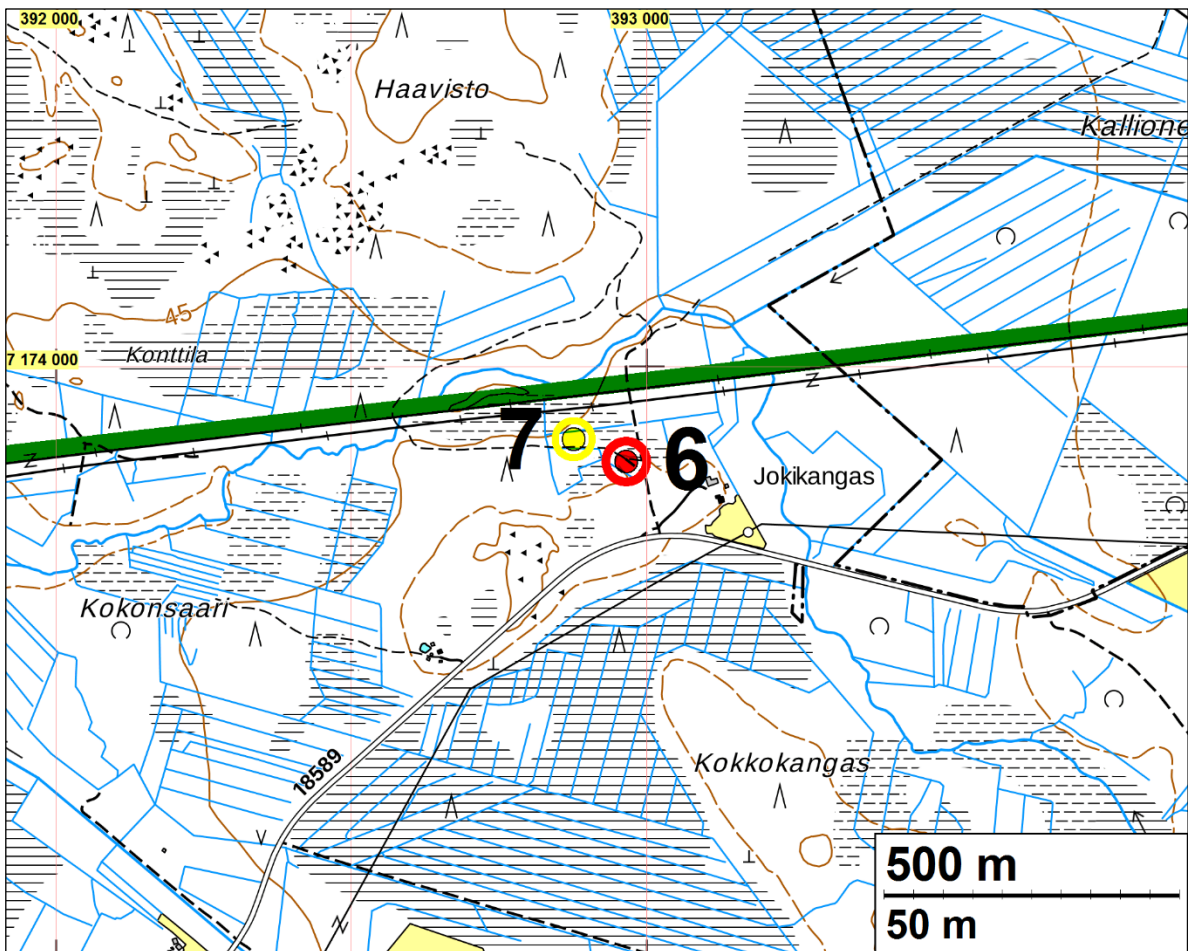 392 000
393 000
Haavisto
Kallione
45
Konttila
7 174 000
N
N
7
6
Jokikangas
Kokonsaari
Kokkokangas
18589
N
500 m
50 m